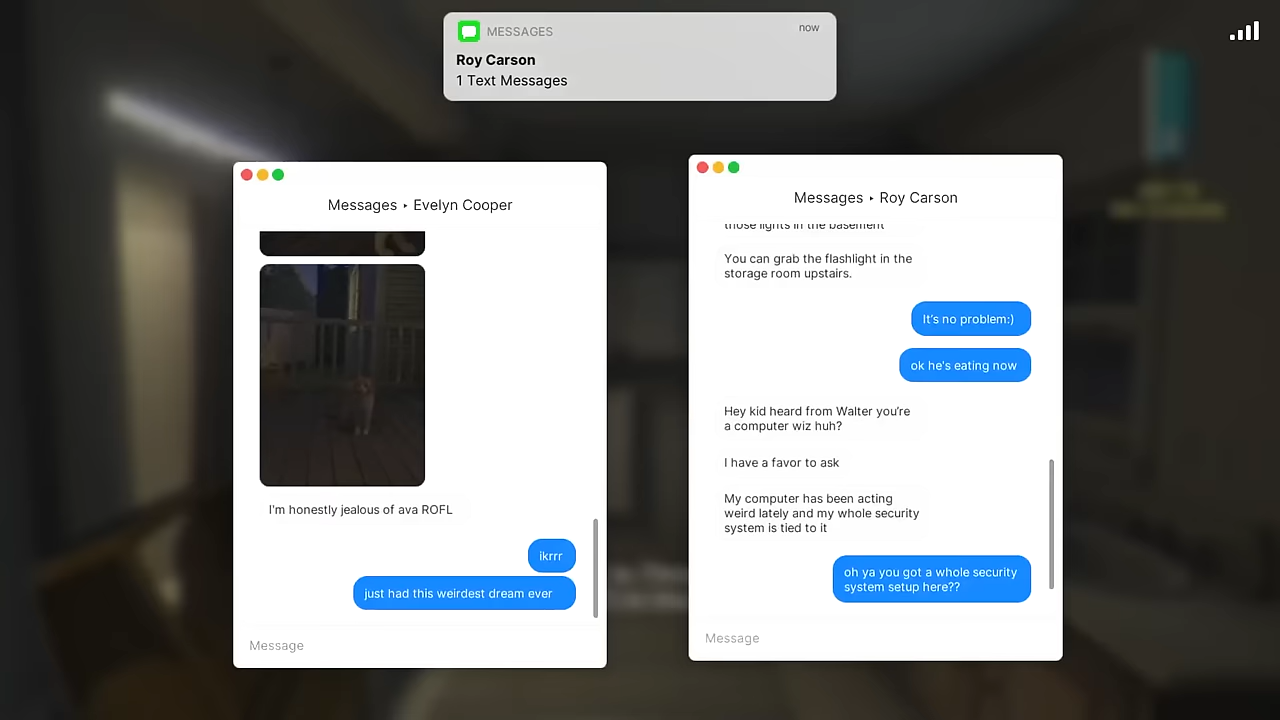 MESSAGES
now
Roy Carson
1 Text Messages
Messages ▸ Evelyn Cooper
I'm honestly jealous of ava ROFL
ikrrr
just had this weirdest dream ever
Message
Messages ▸ Roy Carson
those lights in the basement
You can grab the flashlight in the
storage room upstairs.
It's no problem:)
ok he's eating now
Hey kid heard from Walter you're
a computer wiz huh?
I have a favor to ask
My computer has been acting
weird lately and my whole security
system is tied to it
oh ya you got a whole security
system setup here??
Message